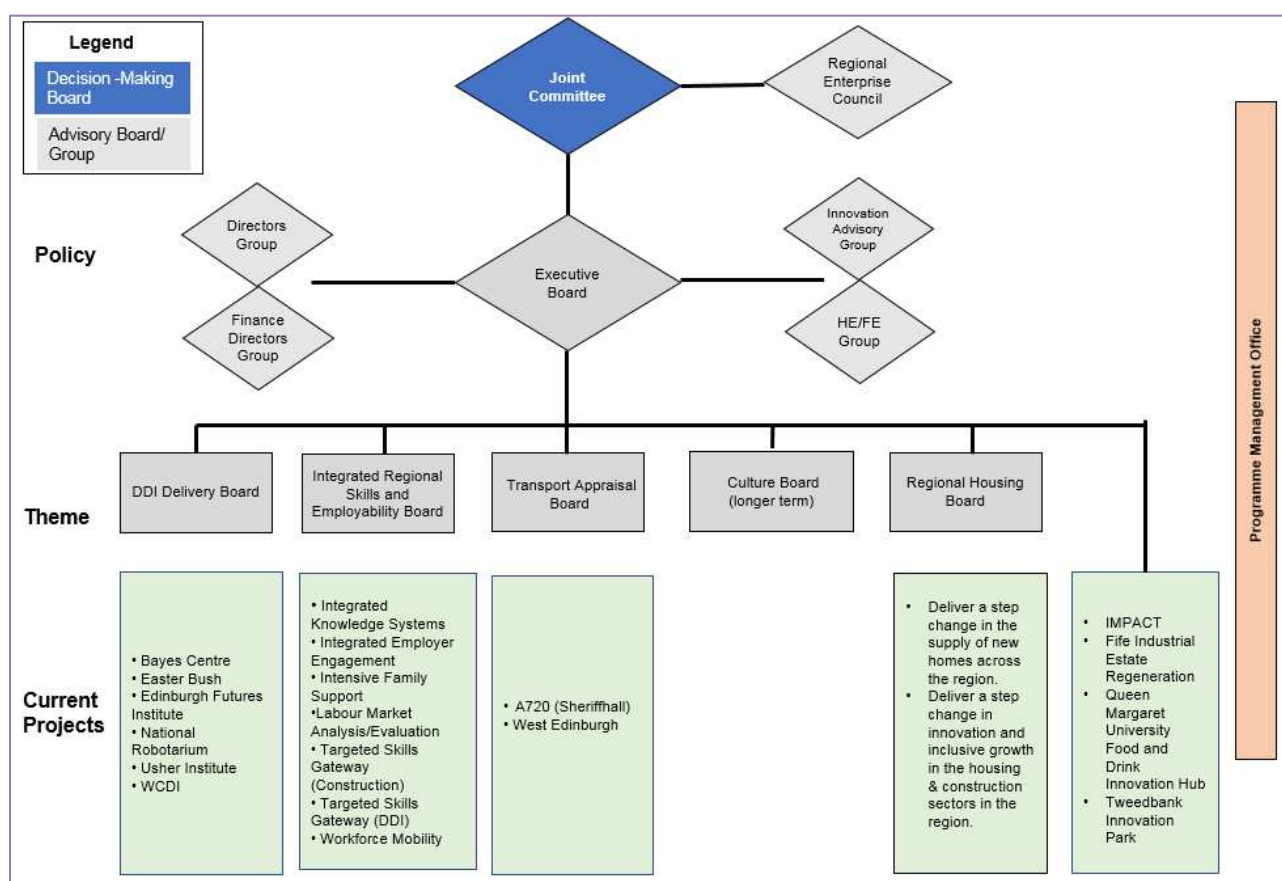 Legend
Decision -Making
Board
Advisory Board/
Group
Joint
Committee
Regional
Enterprise
Council
Policy
Directors
Group
Finance
Directors
Group
Executive
Board
Innovation
Advisory
Group
HE/FE
Group
Programme Management Office
Theme
DDI Delivery Board
Integrated Regional
Skills and
Employability Board
Transport Appraisal
Board
Culture Board
(longer term)
Regional Housing
Board
Current
Projects
• Bayes Centre
• Easter Bush
• Edinburgh Futures
Institute
• National
Robotarium
• Usher Institute
• WCDI
• Integrated
Knowledge Systems
• Integrated Employer
Engagement
• Intensive Family
Support
•Labour Market
Analysis/Evaluation
• Targeted Skills
Gateway
(Construction)
• Targeted Skills
Gateway (DDI)
• Workforce Mobility
• A720 (Sheriffhall)
• West Edinburgh
• Deliver a step
change in the
supply of new
homes across
the region.
• Deliver a step
change in
innovation and
inclusive growth
in the housing
& construction
sectors in the
region.
• IMPACT
• Fife Industrial
Estate
Regeneration
• Queen
Margaret
University
Food and
Drink
Innovation Hub
• Tweedbank
Innovation
Park